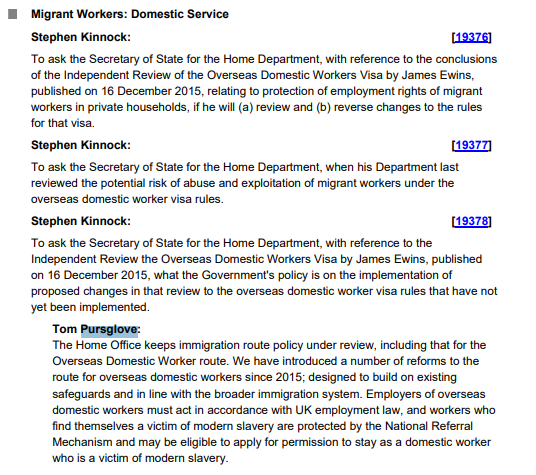 Migrant Workers: Domestic Service
Stephen Kinnock: [19376]
To ask the Secretary of State for the Home Department, with reference to the conclusions
of the Independent Review of the Overseas Domestic Workers Visa by James Ewins,
published on 16 December 2015, relating to protection of employment rights of migrant
workers in private households, if he will (a) review and (b) reverse changes to the rules
for that visa.
Stephen Kinnock: [19377]
To ask the Secretary of State for the Home Department, when his Department last
reviewed the potential risk of abuse and exploitation of migrant workers under the
overseas domestic worker visa rules.
Stephen Kinnock: [19378]
To ask the Secretary of State for the Home Department, with reference to the
Independent Review the Overseas Domestic Workers Visa by James Ewins, published
on 16 December 2015, what the Government's policy is on the implementation of
proposed changes in that review to the overseas domestic worker visa rules that have not
yet been implemented.
Tom Pursglove:
The Home Office keeps immigration route policy under review, including that for the
Overseas Domestic Worker route. We have introduced a number of reforms to the
route for overseas domestic workers since 2015; designed to build on existing
safeguards and in line with the broader immigration system. Employers of overseas
domestic workers must act in accordance with UK employment law, and workers who
find themselves a victim of modern slavery are protected by the National Referral
Mechanism and may be eligible to apply for permission to stay as a domestic worker
who is a victim of modern slavery.